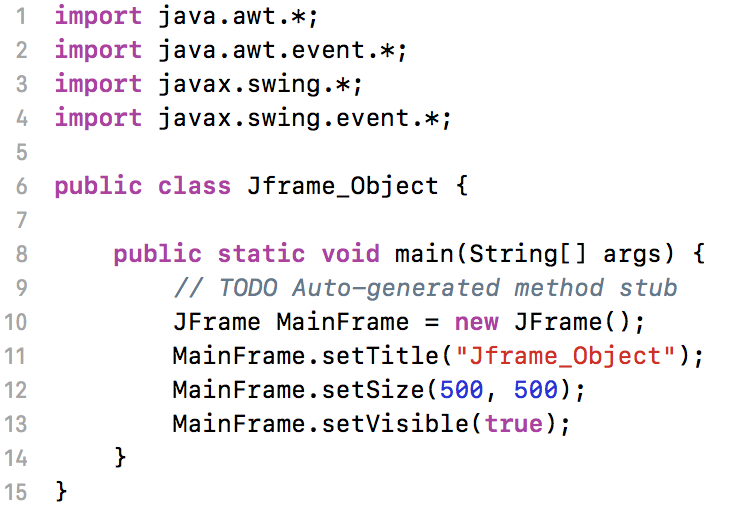 1 import java.awt.*;
2 import java.awt.event.*;
3 import javax.swing.*;
4 import javax.swing.event.*;
5
6 public class Jframe_Object {
7
8     public static void main(String[] args) {
9         // TODO Auto-generated method stub
10         JFrame MainFrame = new JFrame();
11         MainFrame.setTitle("Jframe_Object");
12         MainFrame.setSize(500, 500);
13         MainFrame.setVisible(true);
14     }
15 }